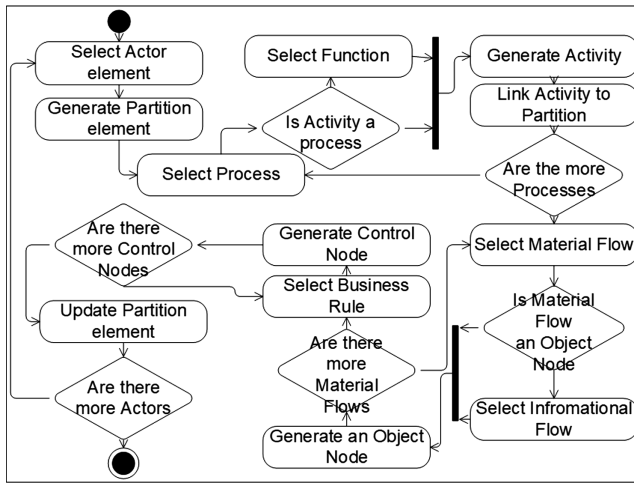 Select Actor
element
Generate Partition
element
Select Process
Select Function
Is Activity a
process
Generate Activity
Link Activity to
Partition
Are the more
Processes
Select Material Flow
Is Material
Flow
an Object
Node
Select Infromational
Flow
Generate an Object
Node
Are there
more
Material
Flows
Select Business
Rule
Generate Control
Node
Are there
more Control
Nodes
Update Partition
element
Are there
more Actors